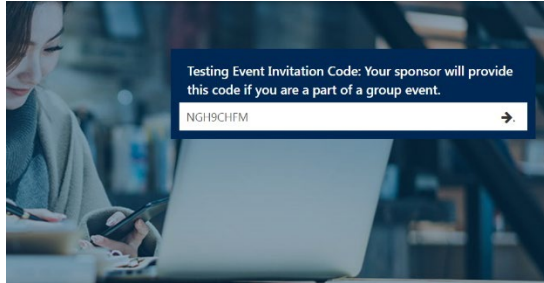 Testing Event Invitation Code: Your sponsor will provide
this code if you are a part of a group event.
NGH9CHFM